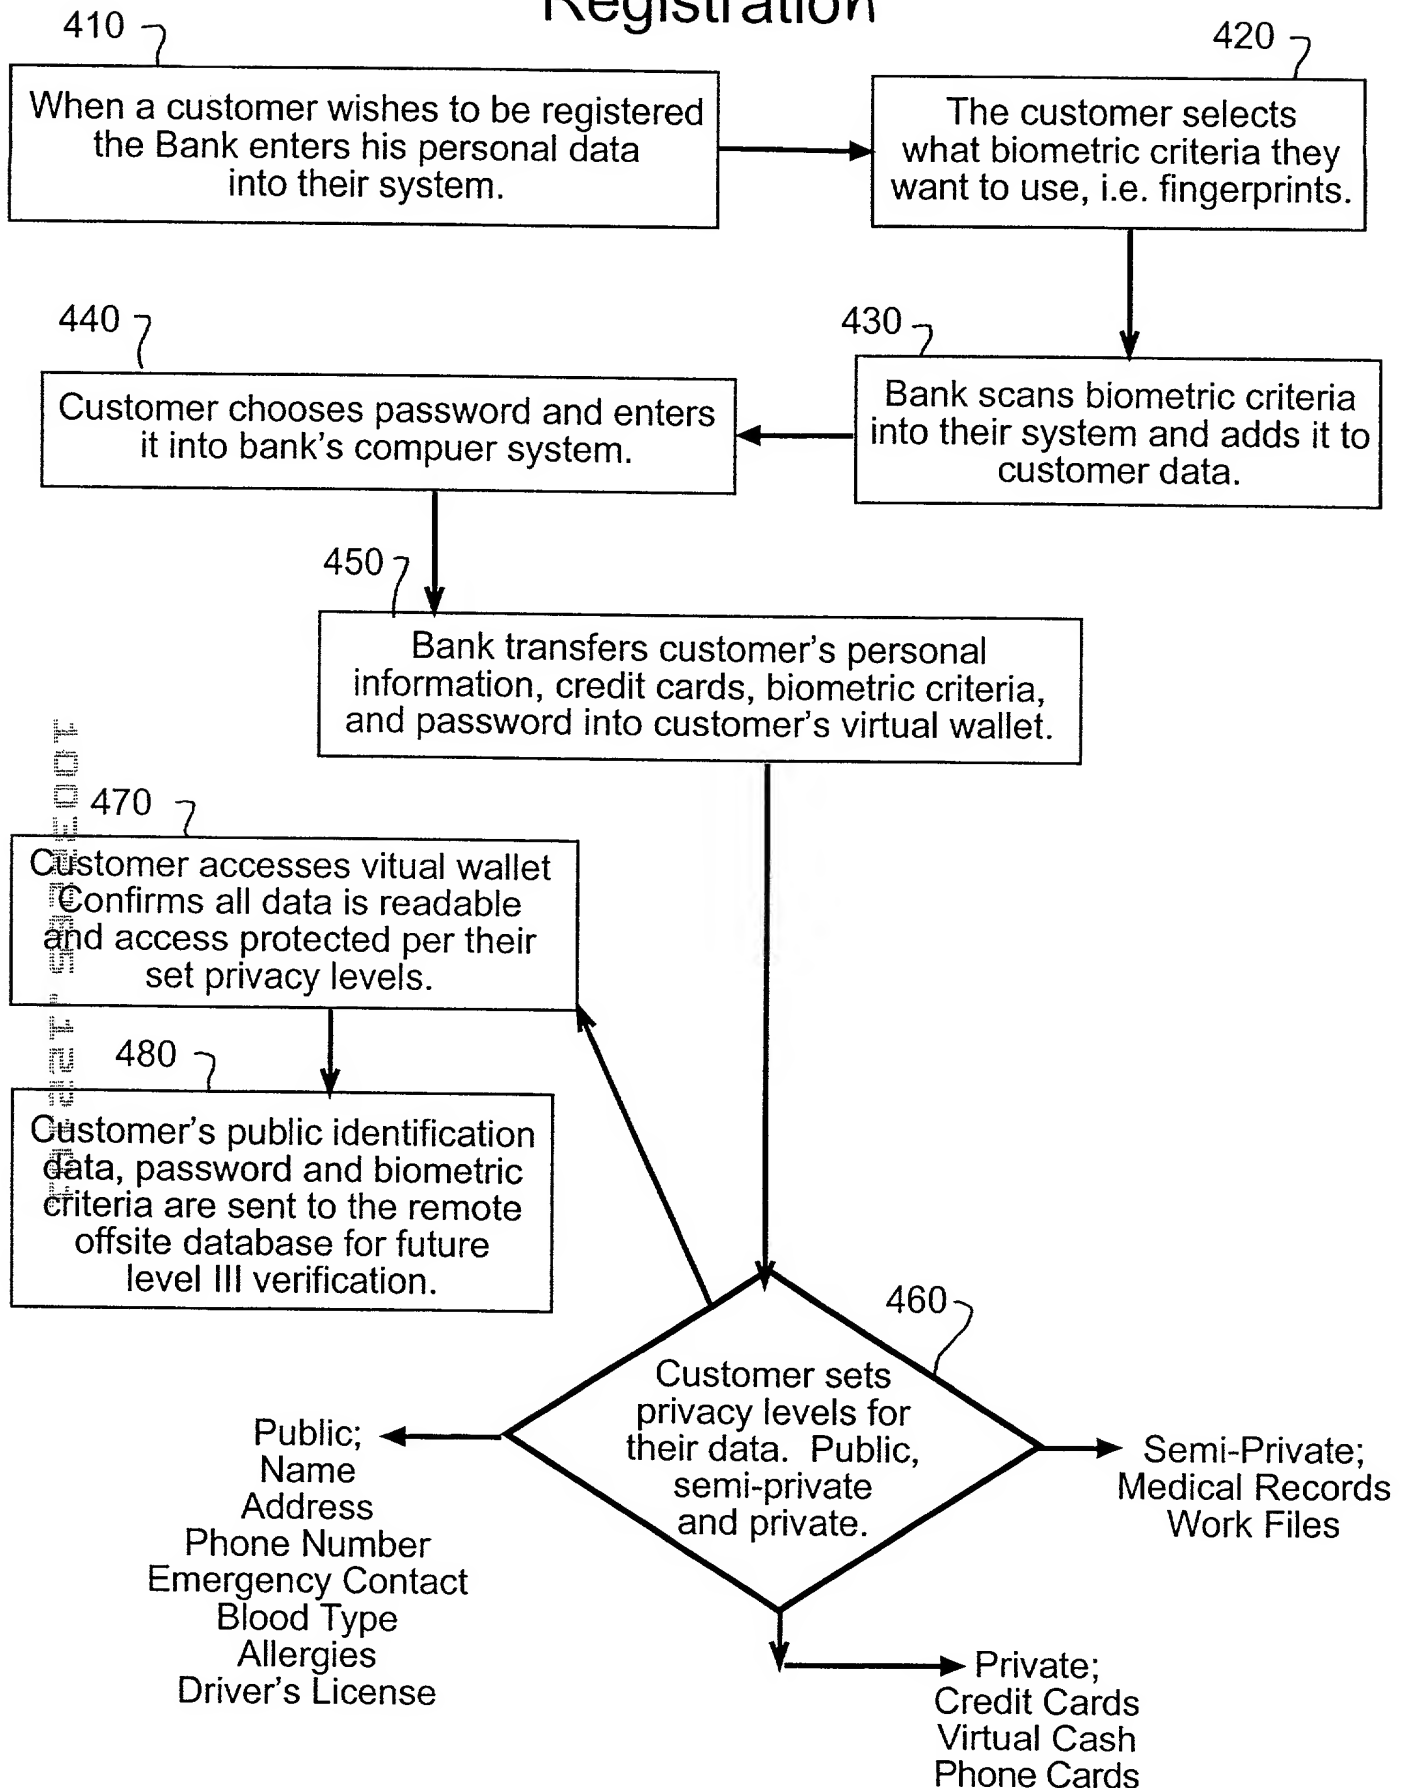 Registration
410
When a customer wishes to be registered
the Bank enters his personal data
into their system.
420
The customer selects
what biometric criteria they
want to use, i.e. fingerprints.
430
Bank scans biometric criteria
into their system and adds it to
customer data.
440
Customer chooses password and enters
it into bank's compuer system.
450
Bank transfers customer's personal
information, credit cards, biometric criteria,
and password into customer's virtual wallet.
460
Customer sets
privacy levels for
their data. Public,
semi-private
and private.
Public;
Name
Address
Phone Number
Emergency Contact
Blood Type
Allergies
Driver's License
Semi-Private;
Medical Records
Work Files
Private;
Credit Cards
Virtual Cash
Phone Cards
470
Customer accesses vitual wallet
Confirms all data is readable
and access protected per their
set privacy levels.
480
Customer's public identification
data, password and biometric
criteria are sent to the remote
offsite database for future
level III verification.